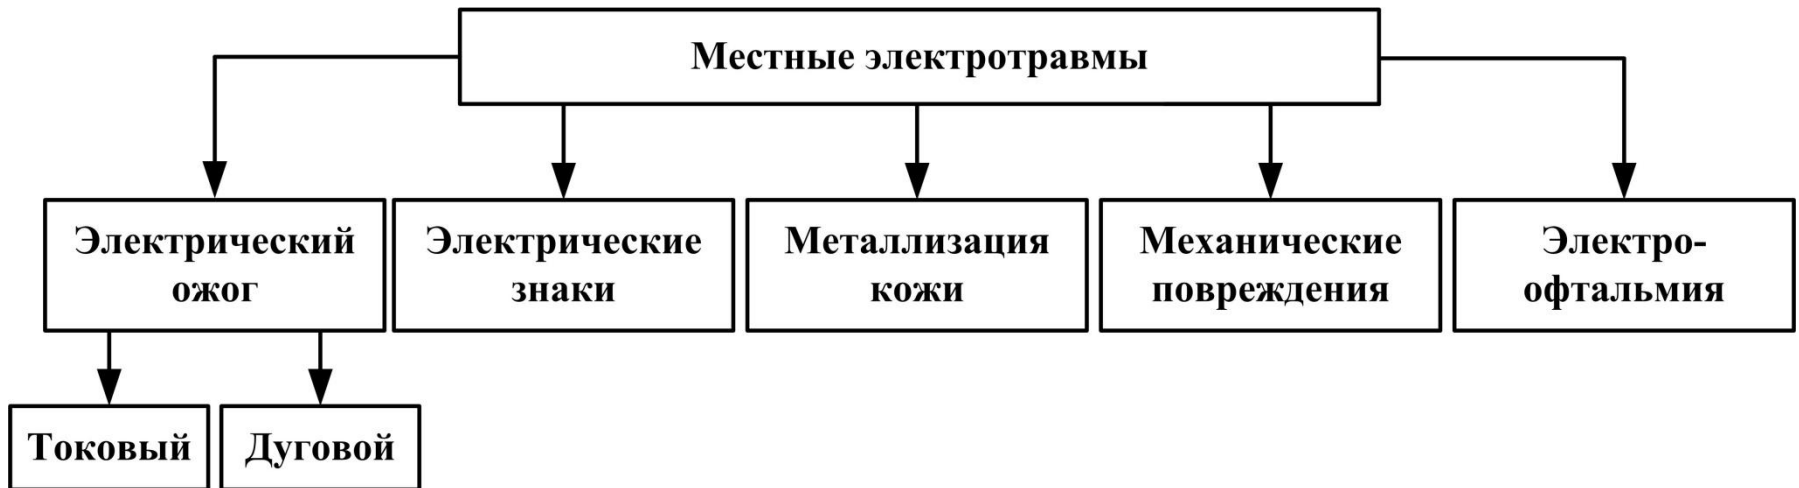 Местные электротравмы
Электрический
ожог
Электрические
знаки
Металлизация
кожи
Механические
повреждения
Электро-
офтальмия
Токовый
Дуговой